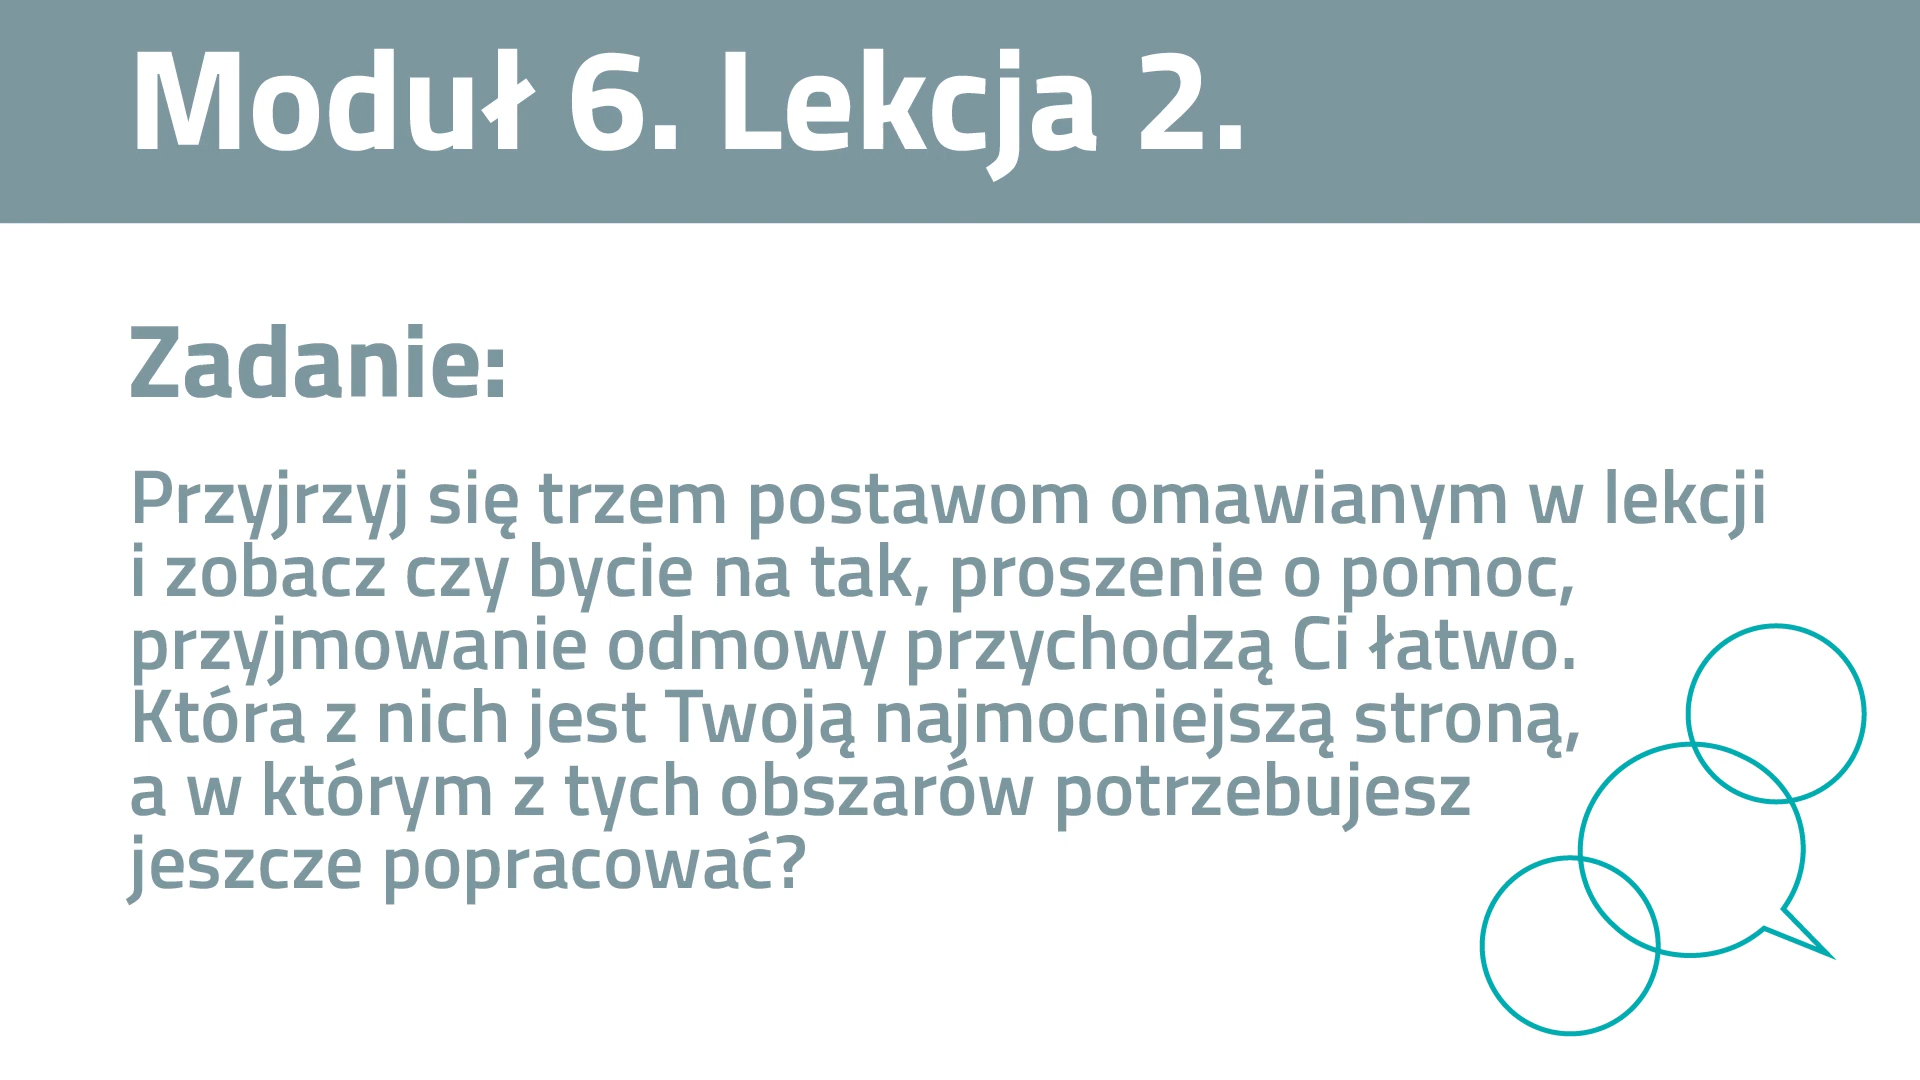 Moduł 6. Lekcja 2.
Zadanie:
Przyjrzyj się trzem postawom omawianym w lekcji
i zobacz czy bycie na tak, proszenie o pomoc,
przyjmowanie odmowy przychodzą Ci łatwo.
Która z nich jest Twoją najmocniejszą stroną,
a w którym z tych obszarów potrzebujesz
jeszcze popracować?